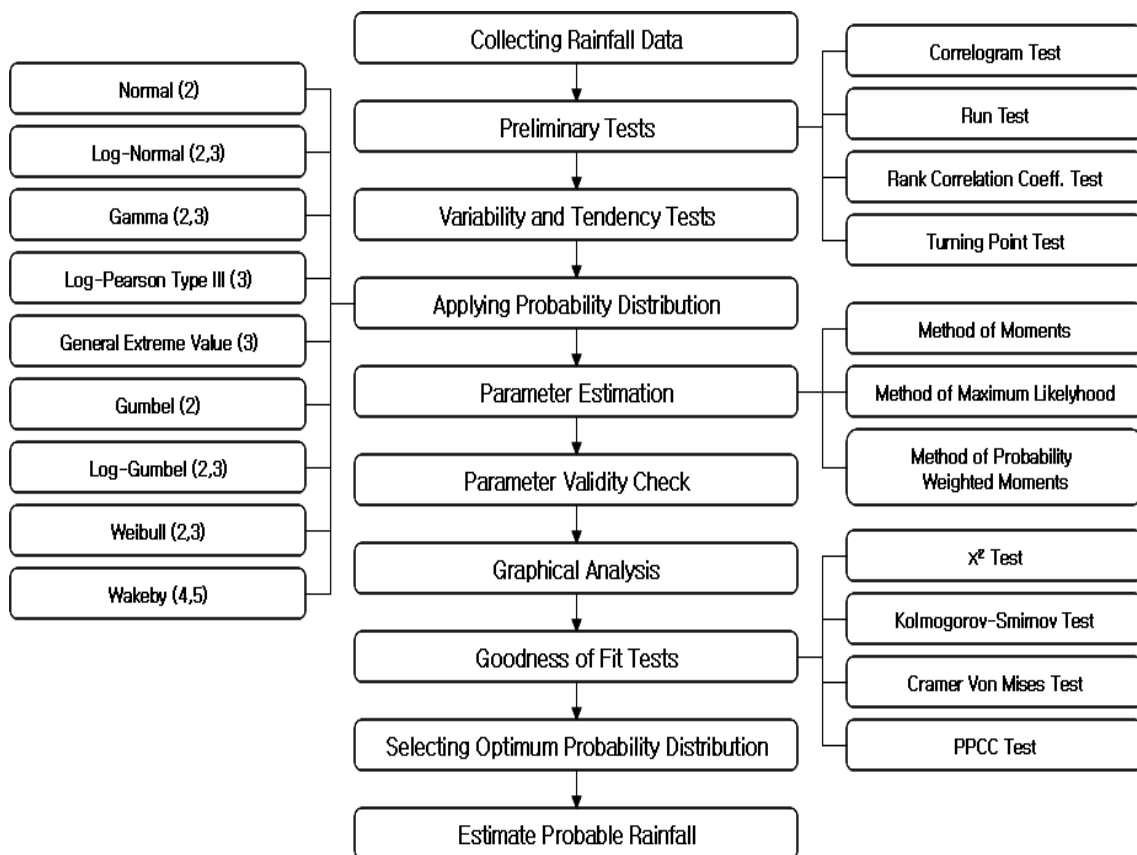 Collecting Rainfall Data
Preliminary Tests
Variability and Tendency Tests
Applying Probability Distribution
Parameter Estimation
Parameter Validity Check
Graphical Analysis
Goodness of Fit Tests
Selecting Optimum Probability Distribution
Estimate Probable Rainfall
Normal (2)
Log-Normal (2,3)
Gamma (2,3)
Log-Pearson Type III (3)
General Extreme Value (3)
Gumbel (2)
Log-Gumbel (2,3)
Weibull (2,3)
Wakeby (4,5)
Correlogram Test
Run Test
Rank Correlation Coeff. Test
Turning Point Test
Method of Moments
Method of Maximum Likelyhood
Method of Probability
Weighted Moments
X² Test
Kolmogorov-Smirnov Test
Cramer Von Mises Test
PPCC Test